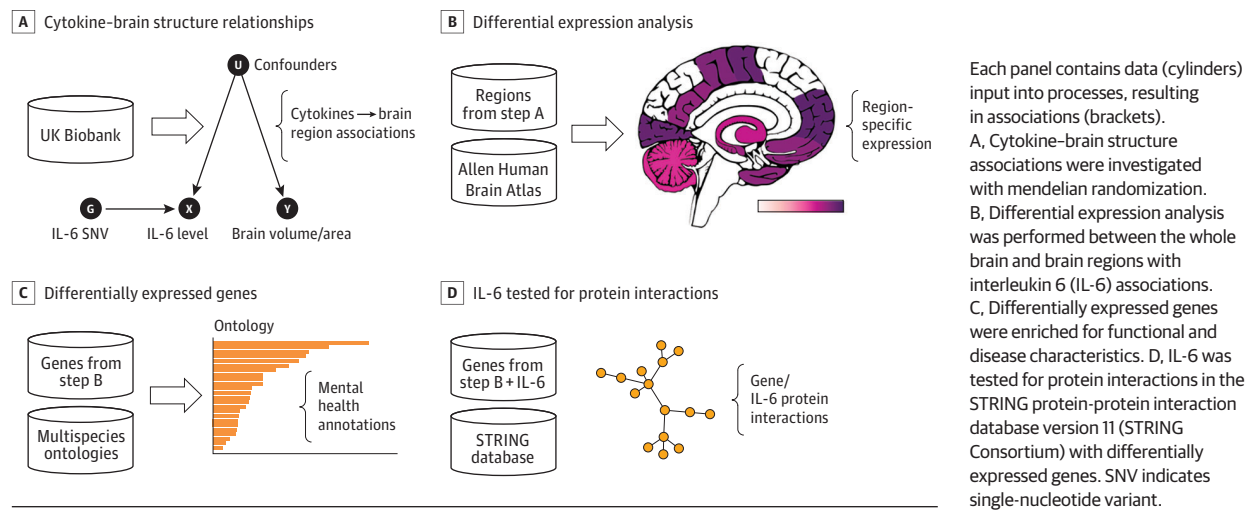 A Cytokine–brain structure relationships
U Confounders
UK Biobank
Cytokines → brain
region associations
G
X
Y
IL-6 SNV
IL-6 level
Brain volume/area
B Differential expression analysis
Regions
from step A
Allen Human
Brain Atlas
Region-
specific
expression
C Differentially expressed genes
Ontology
Genes from
step B
Multispecies
ontologies
Mental
health
annotations
D IL-6 tested for protein interactions
Genes from
step B + IL-6
STRING
database
Gene/
IL-6 protein
interactions
Each panel contains data (cylinders)
input into processes, resulting
in associations (brackets).
A, Cytokine–brain structure
associations were investigated
with mendelian randomization.
B, Differential expression analysis
was performed between the whole
brain and brain regions with
interleukin 6 (IL-6) associations.
C, Differentially expressed genes
were enriched for functional and
disease characteristics. D, IL-6 was
tested for protein interactions in the
STRING protein-protein interaction
database version 11 (STRING
Consortium) with differentially
expressed genes. SNV indicates
single-nucleotide variant.